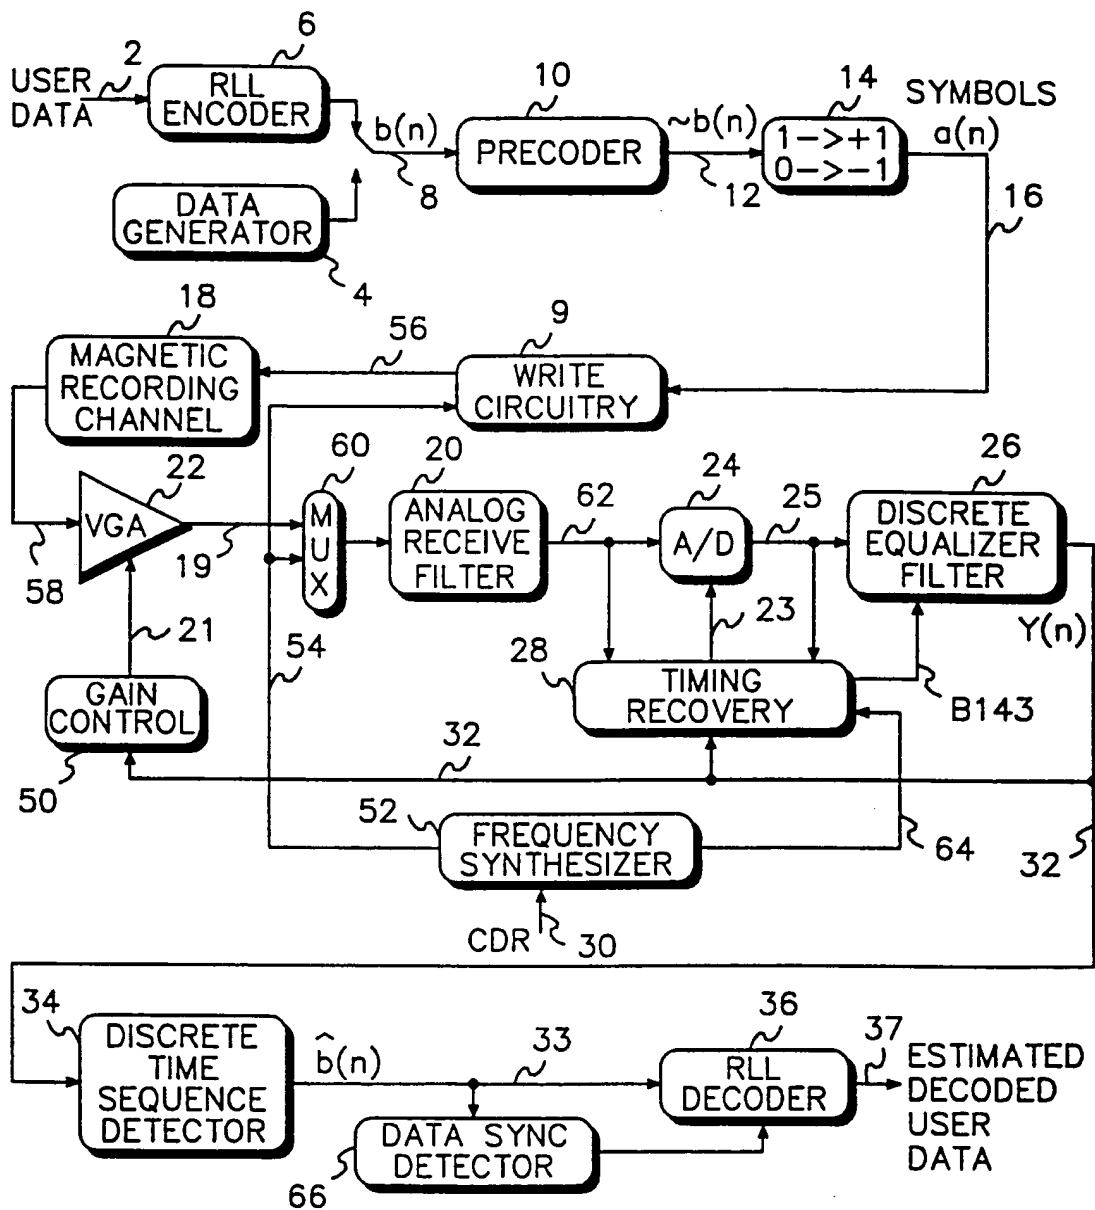 USER
DATA
2
6
RLL
ENCODER
b(n)
8
DATA
GENERATOR
4
10
PRECODER
~b(n)
12
14
1->+1
0->-1
SYMBOLS
a(n)
16
18
MAGNETIC
RECORDING
CHANNEL
56
9
WRITE
CIRCUITRY
22
VGA
58
19
21
60
MUX
20
ANALOG
RECEIVE
FILTER
62
24
A/D
25
26
DISCRETE
EQUALIZER
FILTER
Y(n)
54
23
28
TIMING
RECOVERY
B143
GAIN
CONTROL
50
32
52
FREQUENCY
SYNTHESIZER
64
32
CDR
30
34
DISCRETE
TIME
SEQUENCE
DETECTOR
b̂(n)
33
36
RLL
DECODER
37
ESTIMATED
DECODED
USER
DATA
DATA SYNC
DETECTOR
66